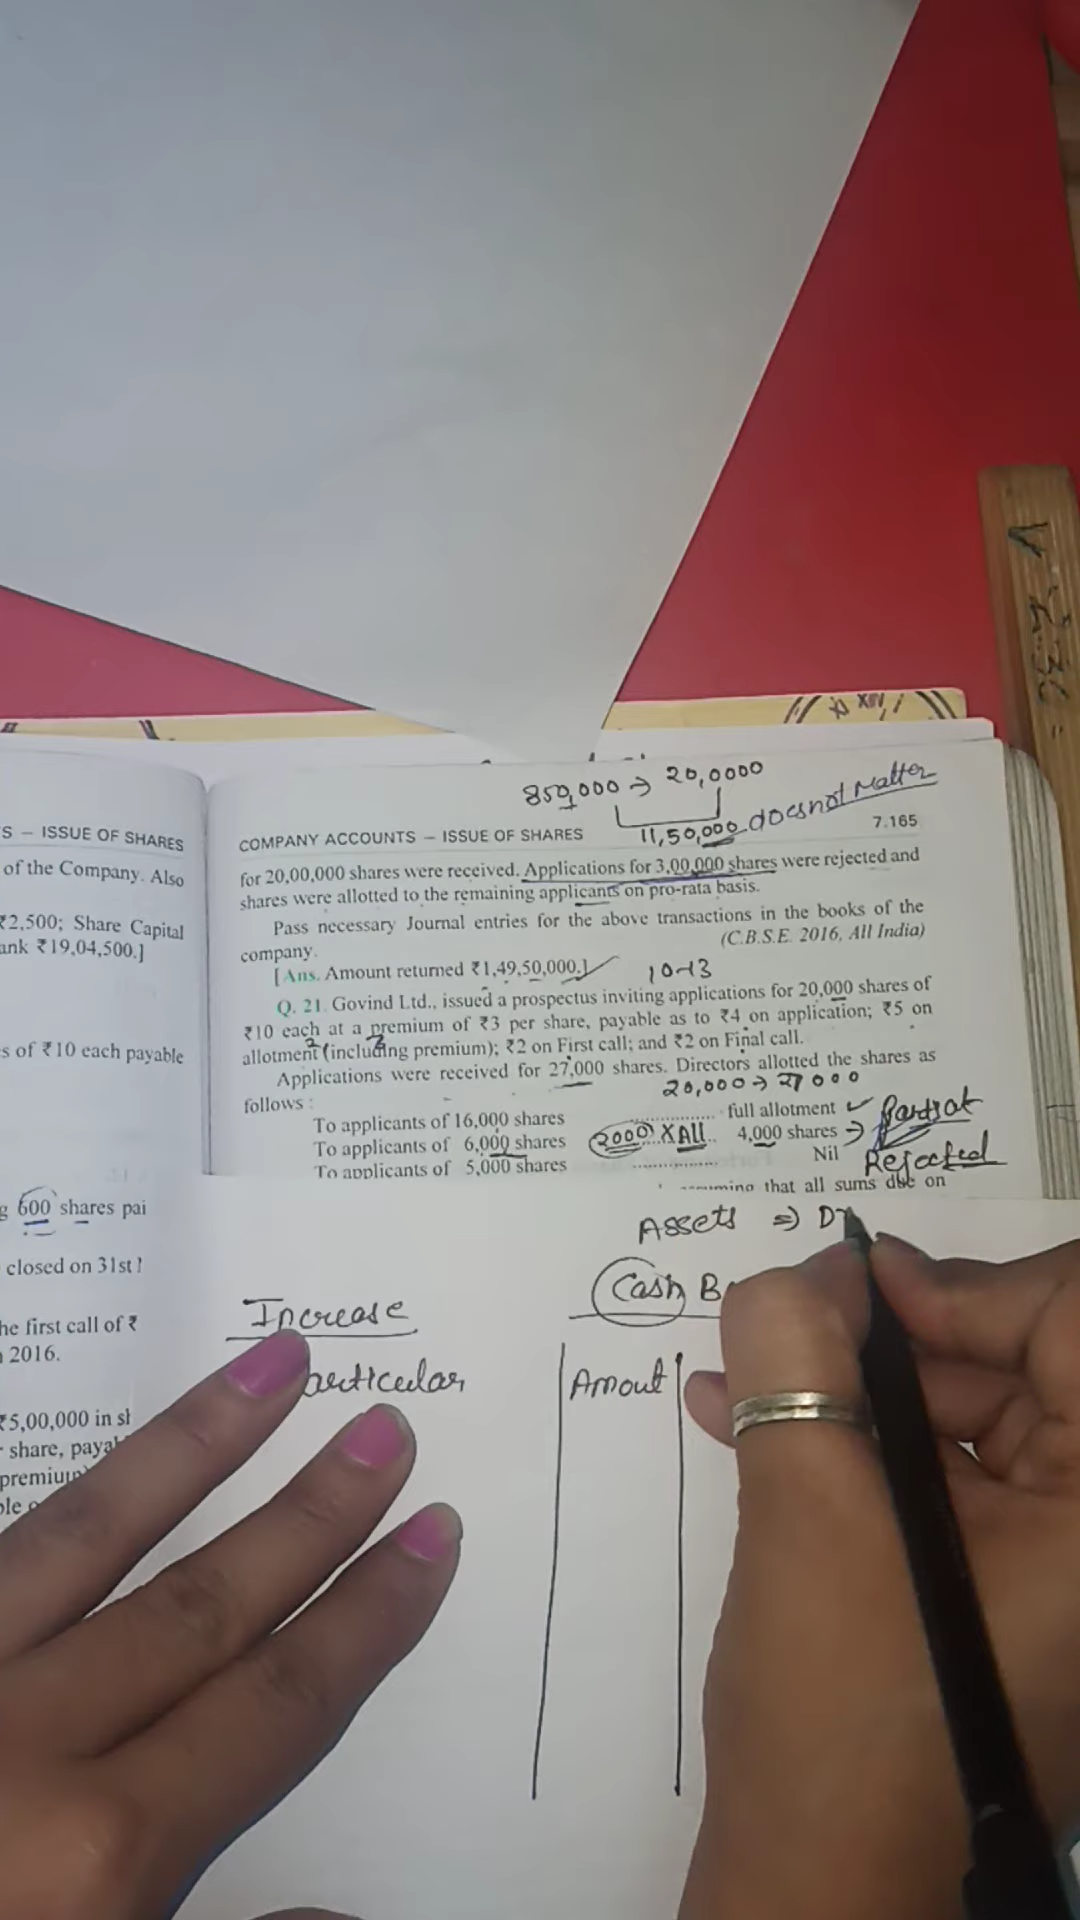 850,000 → 20,0000
11,50,000 does not Matter
S – ISSUE OF SHARES
of the Company. Also
₹2,500; Share Capital
ank ₹19,04,500.]
s of ₹10 each payable
g 600 shares pai
closed on 31st
he first call of ₹
2016.
₹5,00,000 in sh
share, paya
premium
COMPANY ACCOUNTS – ISSUE OF SHARES 7.165
for 20,00,000 shares were received. Applications for 3,00,000 shares were rejected and
shares were allotted to the remaining applicants on pro-rata basis.
Pass necessary Journal entries for the above transactions in the books of the
company. (C.B.S.E. 2016, All India)
[Ans. Amount returned ₹1,49,50,000.] 10+3
Q. 21. Govind Ltd., issued a prospectus inviting applications for 20,000 shares of
₹10 each at a premium of ₹3 per share, payable as to ₹4 on application; ₹5 on
allotment (including premium); ₹2 on First call; and ₹2 on Final call.
2 3
Applications were received for 27,000 shares. Directors allotted the shares as
follows : 20,000 → 27000
To applicants of 16,000 shares .................. full allotment ✓
To applicants of 6,000 shares (2000) X All 4,000 shares → Partial
To applicants of 5,000 shares .................. Nil Rejected
assuming that all sums due on
Assets ⇒ Dr
Cash B
Increase
articular Amout